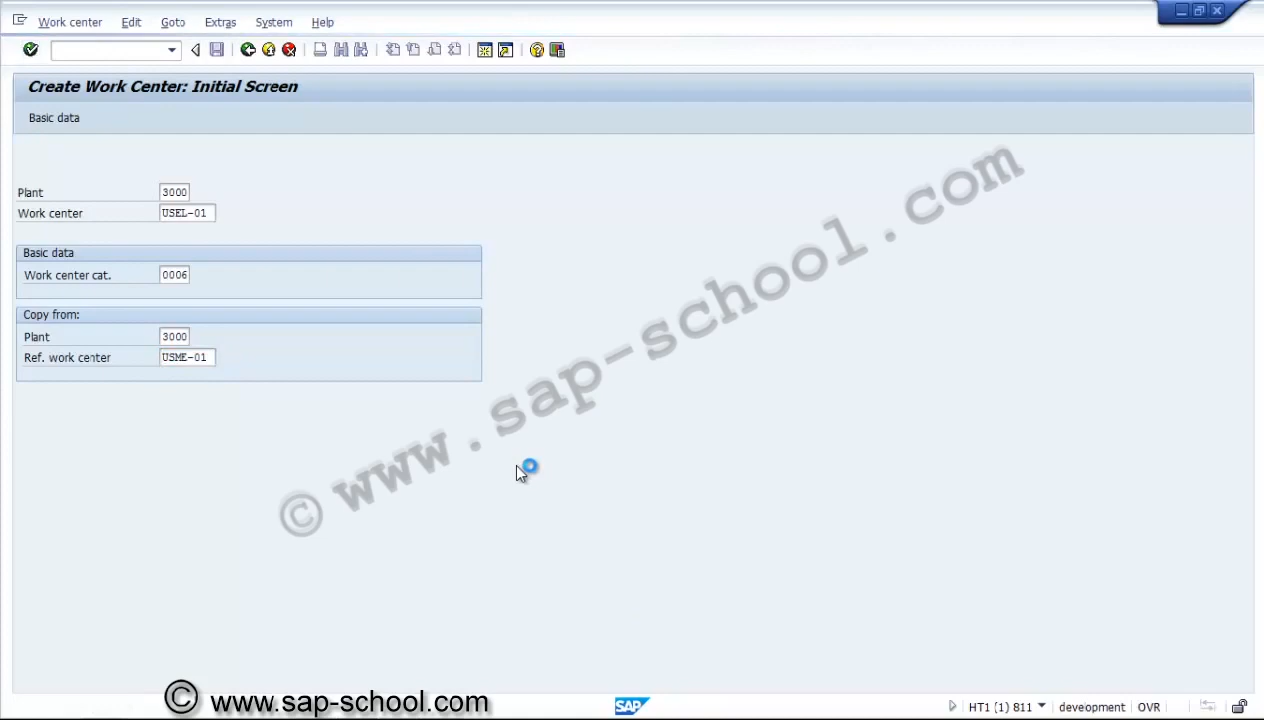 Work center Edit Goto Extras System Help
Create Work Center: Initial Screen
Basic data
Plant 3000
Work center USEL-01
Basic data
Work center cat. 0006
Copy from:
Plant 3000
Ref. work center USME-01
© www.sap-school.com
© www.sap-school.com
SAP HT1 (1) 811 development OVR